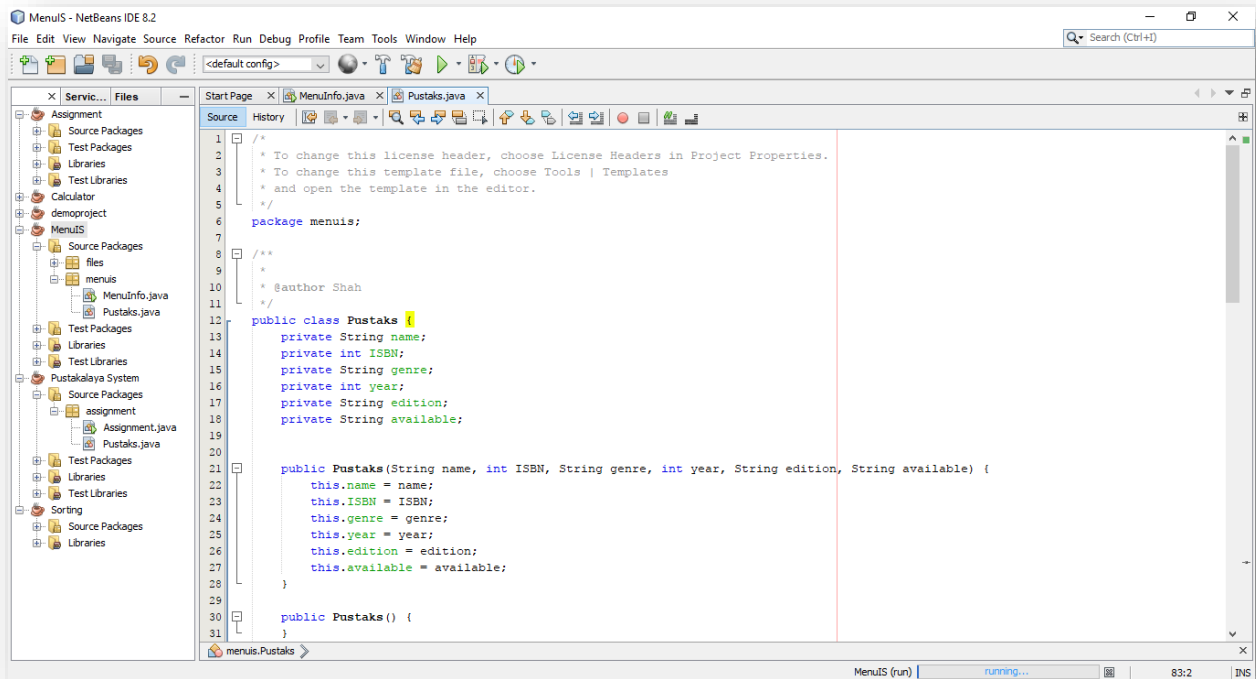 MenuIS - NetBeans IDE 8.2
File Edit View Navigate Source Refactor Run Debug Profile Team Tools Window Help
Search (Ctrl+I)
<default config>
Servic... Files
Start Page MenuInfo.java Pustaks.java
Source History
Assignment
Source Packages
Test Packages
Libraries
Test Libraries
Calculator
demoproject
MenuIS
Source Packages
files
menuis
MenuInfo.java
Pustaks.java
Test Packages
Libraries
Test Libraries
Pustakalaya System
Source Packages
assignment
Assignment.java
Pustaks.java
Test Packages
Libraries
Test Libraries
Sorting
Source Packages
Libraries
1 /*
2 * To change this license header, choose License Headers in Project Properties.
3 * To change this template file, choose Tools | Templates
4 * and open the template in the editor.
5 */
6 package menuis;
7
8 /**
9 *
10 * @author Shah
11 */
12 public class Pustaks {
13 private String name;
14 private int ISBN;
15 private String genre;
16 private int year;
17 private String edition;
18 private String available;
19
20
21 public Pustaks(String name, int ISBN, String genre, int year, String edition, String available) {
22 this.name = name;
23 this.ISBN = ISBN;
24 this.genre = genre;
25 this.year = year;
26 this.edition = edition;
27 this.available = available;
28 }
29
30 public Pustaks() {
31 }
menuis.Pustaks
MenuIS (run) running... 83:2 INS